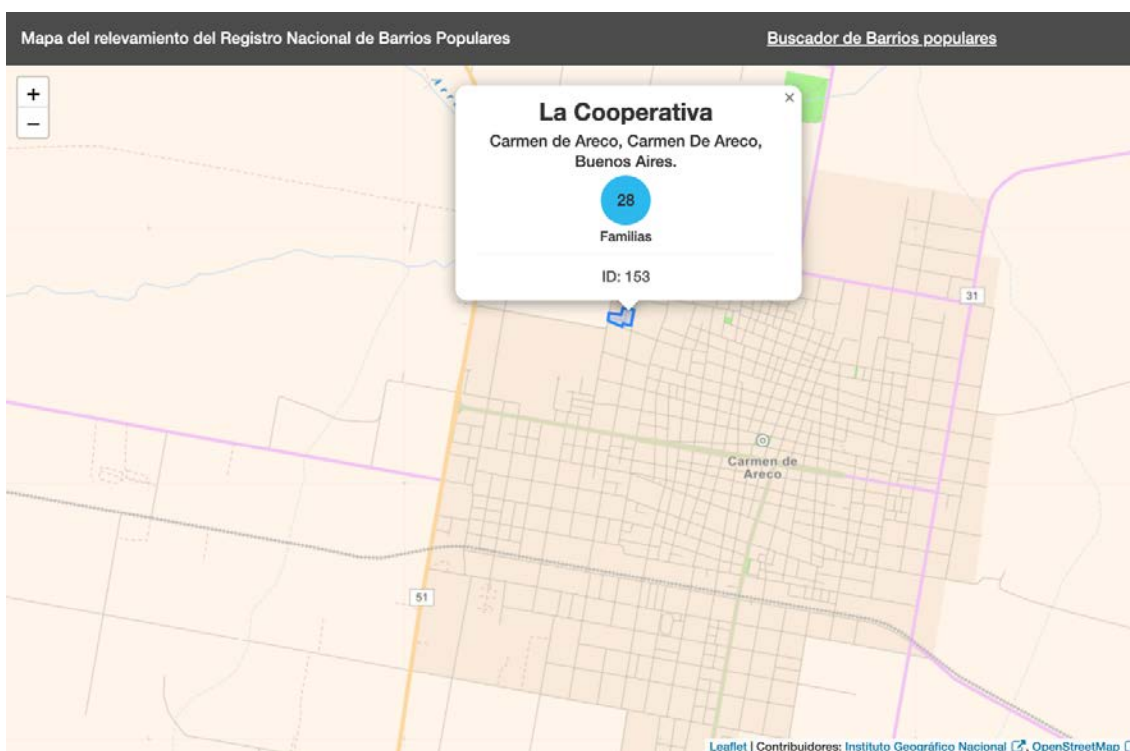 Mapa del relevamiento del Registro Nacional de Barrios Populares
Buscador de Barrios populares
+
−
Arr
×
La Cooperativa
Carmen de Areco, Carmen De Areco,
Buenos Aires.
28
Familias
ID: 153
31
Carmen de
Areco
51
Leaflet | Contribuidores: Instituto Geográfico Nacional, OpenStreetMap